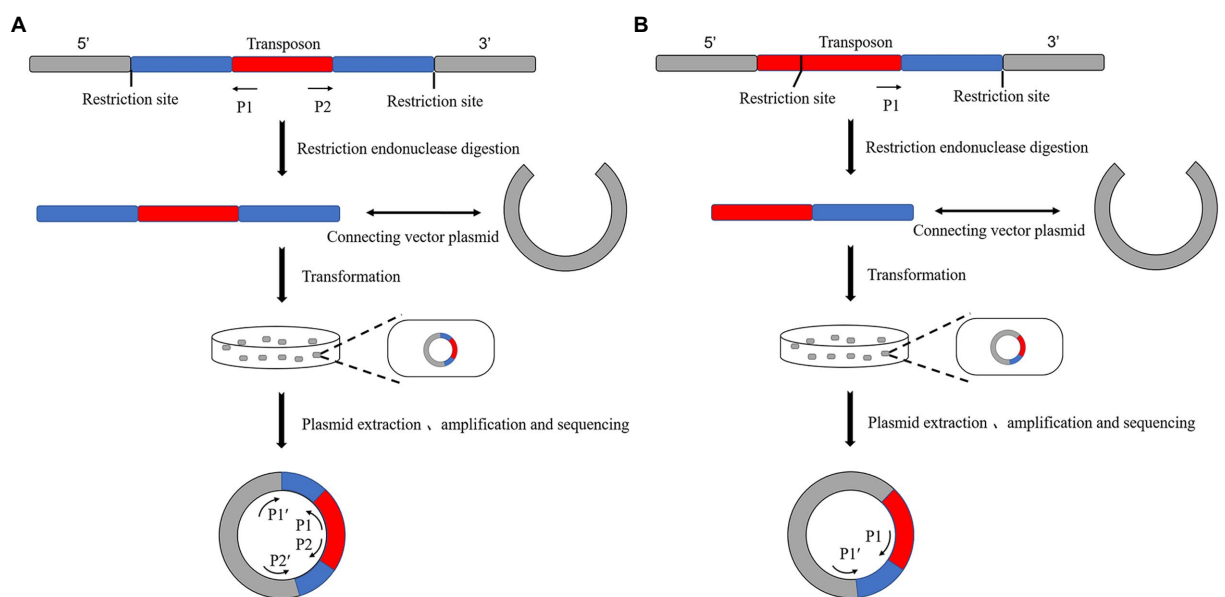 A
5’
Transposon
3’
Restriction site
P1
P2
Restriction site
Restriction endonuclease digestion
Connecting vector plasmid
Transformation
Plasmid extraction 、 amplification and sequencing
P1′
P1
P2
P2′
B
5’
Transposon
3’
Restriction site
P1
Restriction site
Restriction endonuclease digestion
Connecting vector plasmid
Transformation
Plasmid extraction 、 amplification and sequencing
P1
P1′